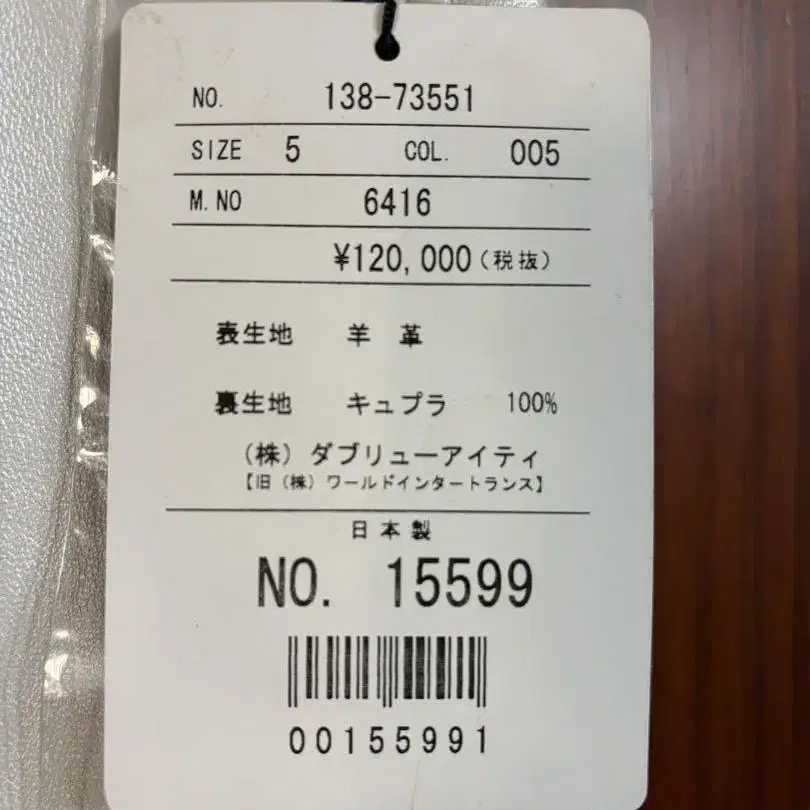 NO. 138-73551
SIZE 5 COL. 005
M.NO 6416
¥120,000(税抜)
表生地 羊 革
裏生地 キュプラ 100%
(株) ダブリューアイティ
【旧(株)ワールドインタートランス】
日本製
NO. 15599
00155991